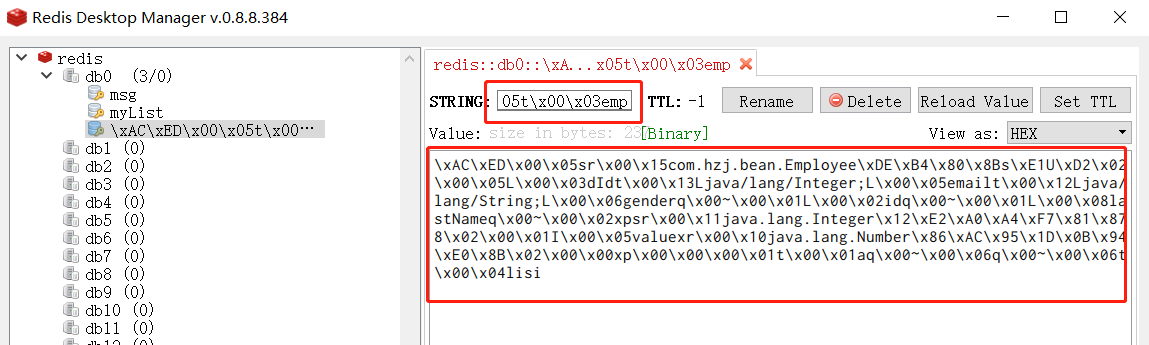 Redis Desktop Manager v.0.8.8.384
redis
db0 (3/0)
msg
myList
\xAC\xED\x00\x05t\x00···
db1 (0)
db2 (0)
db3 (0)
db4 (0)
db5 (0)
db6 (0)
db7 (0)
db8 (0)
db9 (0)
db10 (0)
db11 (0)
redis::db0::\xA...x05t\x00\x03emp
STRING: 05t\x00\x03emp TTL: -1 Rename Delete Reload Value Set TTL
Value: size in bytes: 23 [Binary] View as: HEX
\xAC\xED\x00\x05sr\x00\x15com.hzj.bean.Employee\xDE\xB4\x80\x8Bs\xE1U\xD2\x02
\x00\x05L\x00\x03dIdt\x00\x13Ljava/lang/Integer;L\x00\x05emailt\x00\x12Ljava/
lang/String;L\x00\x06genderq\x00~\x00\x01L\x00\x02idq\x00~\x00\x01L\x00\x08la
stNameq\x00~\x00\x02xpsr\x00\x11java.lang.Integer\x12\xE2\xA0\xA4\xF7\x81\x87
8\x02\x00\x01I\x00\x05valuexr\x00\x10java.lang.Number\x86\xAC\x95\x1D\x0B\x94
\xE0\x8B\x02\x00\x00xp\x00\x00\x00\x01t\x00\x01aq\x00~\x00\x06q\x00~\x00\x06t
\x00\x04lisi